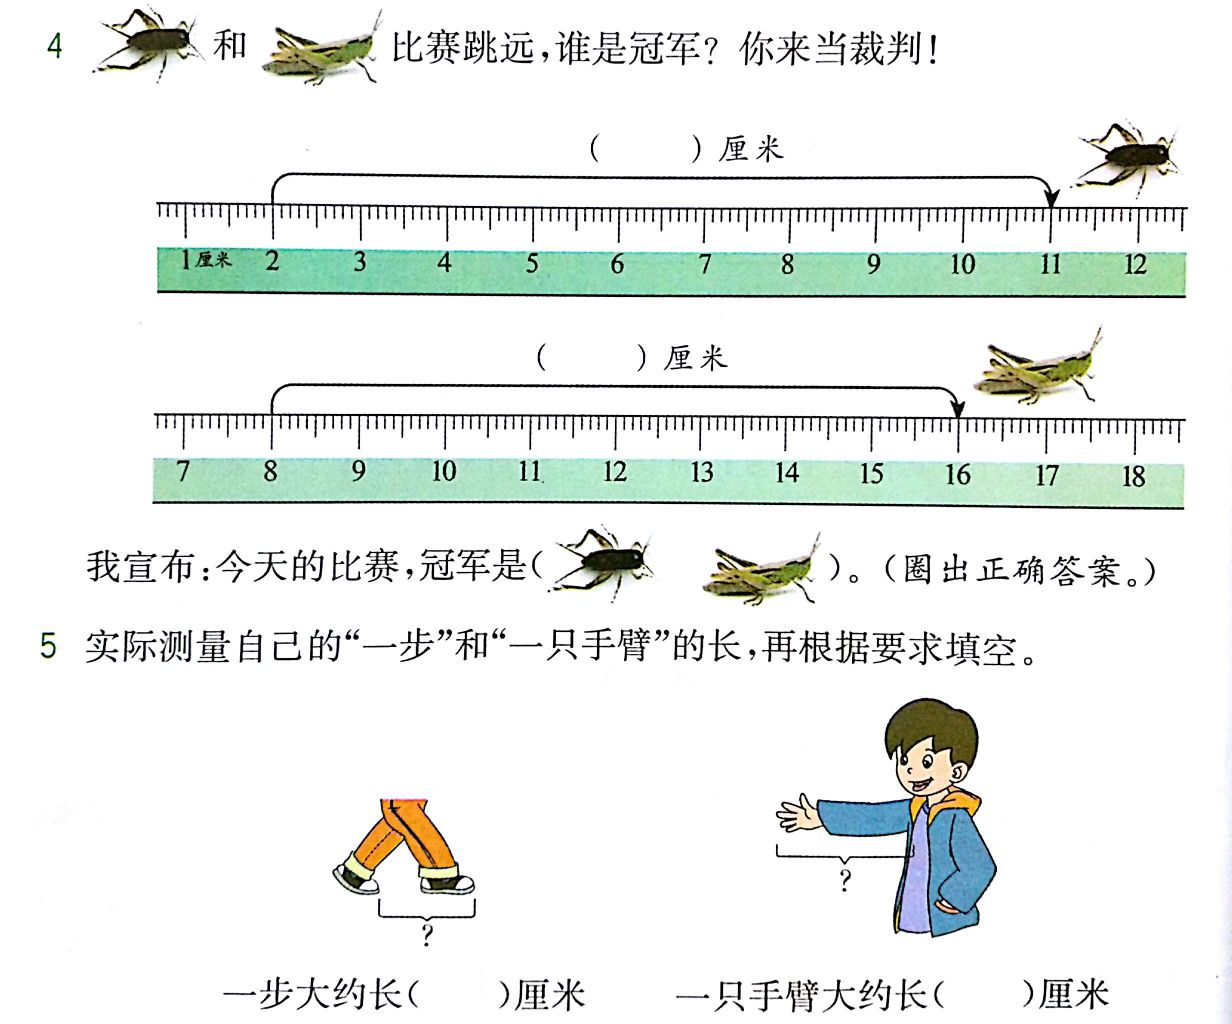 4 和 比赛跳远,谁是冠军? 你来当裁判!
( )厘米
1厘米 2 3 4 5 6 7 8 9 10 11 12
( )厘米
7 8 9 10 11 12 13 14 15 16 17 18
我宣布:今天的比赛,冠军是( )。(圈出正确答案。)
5 实际测量自己的“一步”和“一只手臂”的长,再根据要求填空。
?
?
一步大约长( )厘米 一只手臂大约长( )厘米